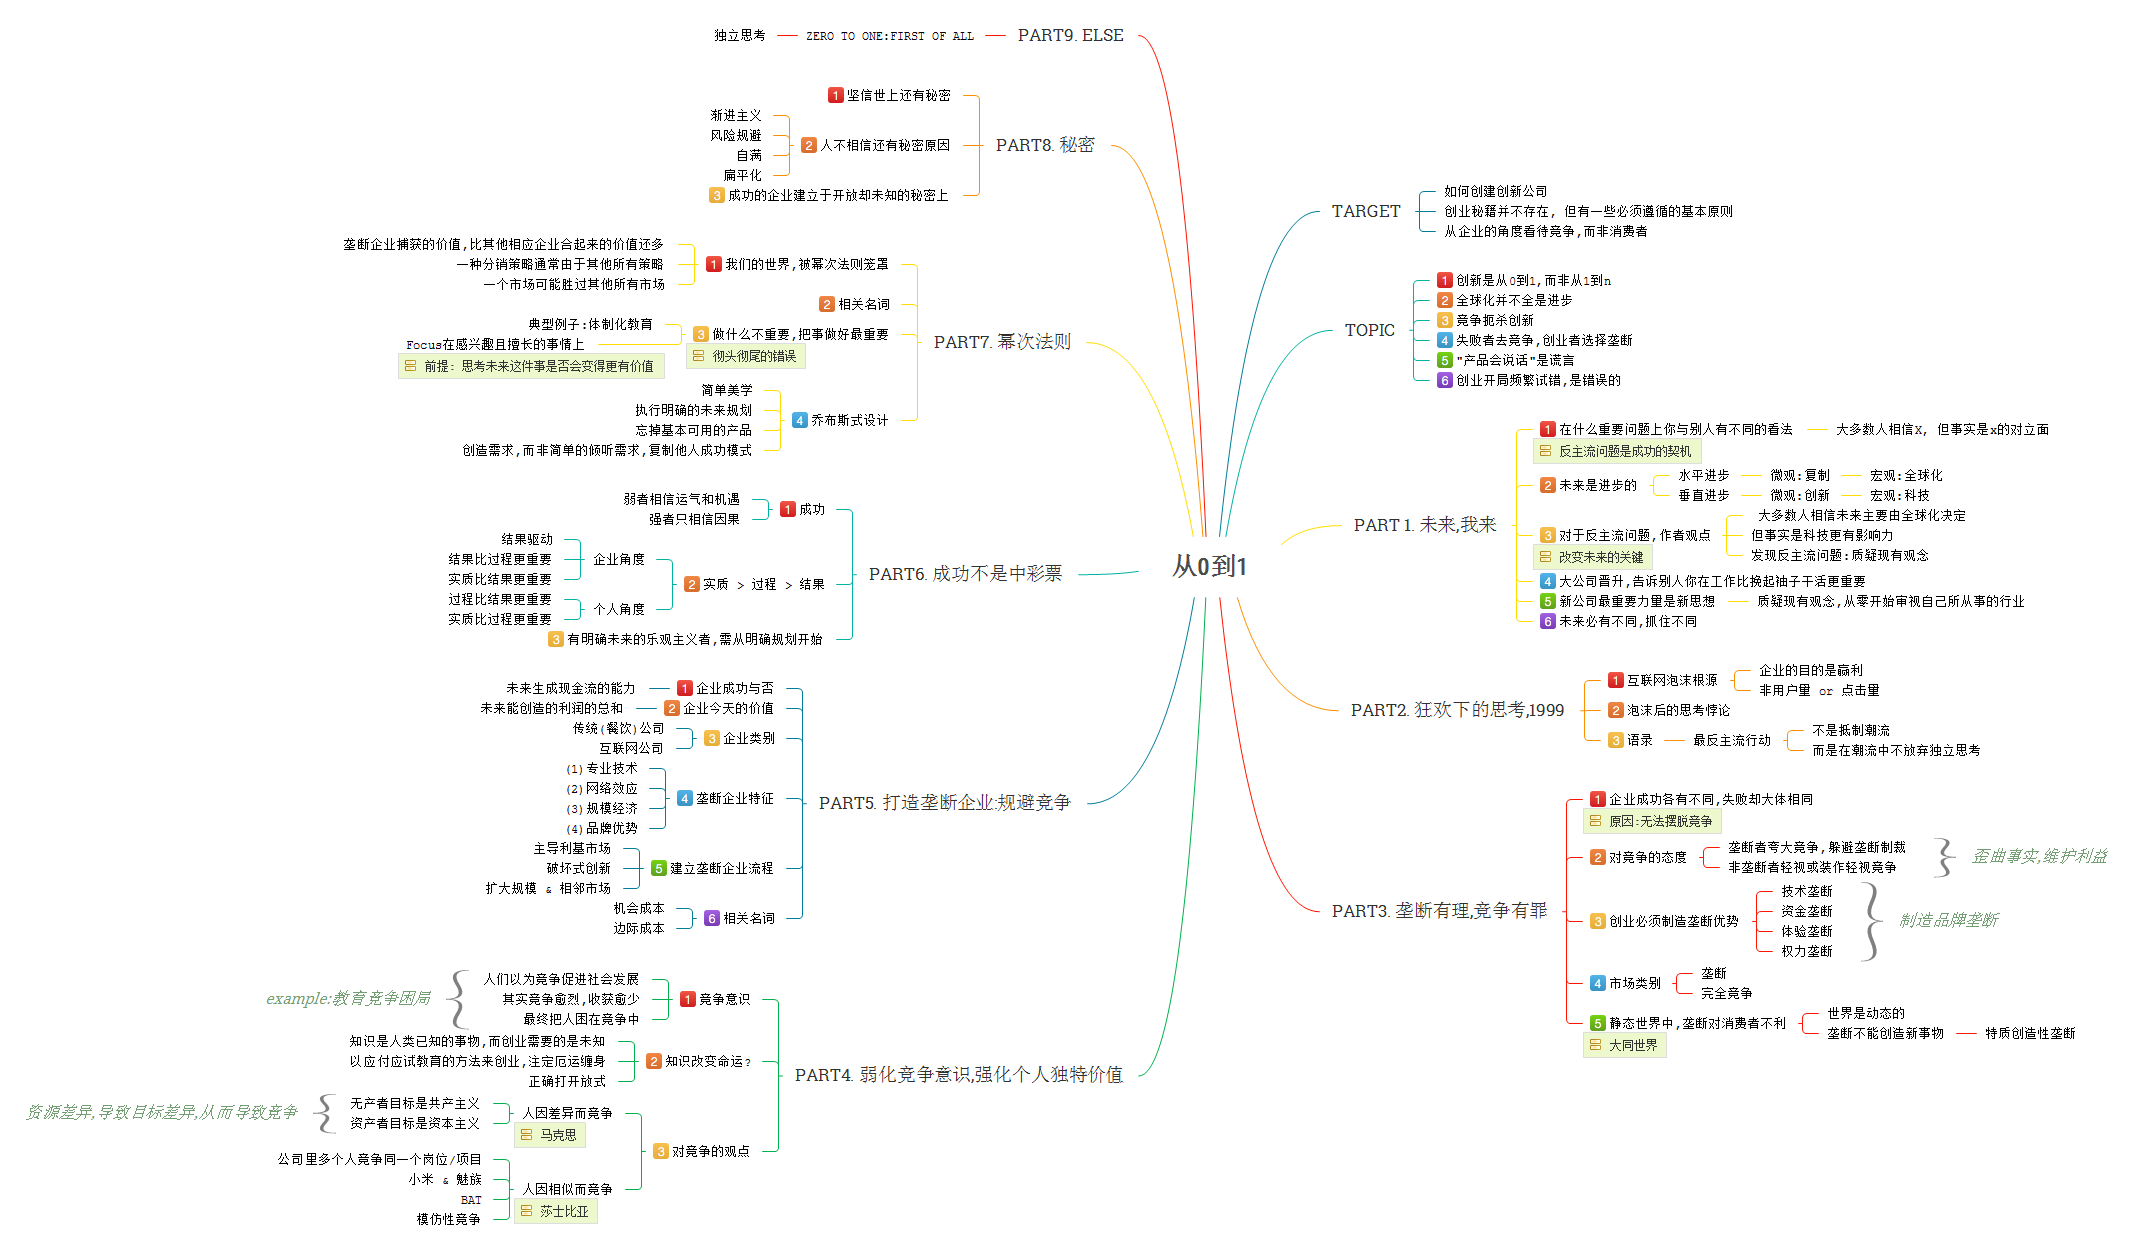 从0到1
TARGET
如何创建创新公司
创业秘籍并不存在, 但有一些必须遵循的基本原则
从企业的角度看待竞争,而非消费者
TOPIC
1 创新是从0到1,而非从1到n
2 全球化并不全是进步
3 竞争扼杀创新
4 失败者去竞争,创业者选择垄断
5 "产品会说话"是谎言
6 创业开局频繁试错,是错误的
PART 1. 未来,我来
1 在什么重要问题上你与别人有不同的看法
大多数人相信X, 但事实是x的对立面
反主流问题是成功的契机
2 未来是进步的
水平进步
微观:复制
宏观:全球化
垂直进步
微观:创新
宏观:科技
3 对于反主流问题,作者观点
改变未来的关键
大多数人相信未来主要由全球化决定
但事实是科技更有影响力
发现反主流问题:质疑现有观念
4 大公司晋升,告诉别人你在工作比挽起袖子干活更重要
5 新公司最重要力量是新思想
质疑现有观念,从零开始审视自己所从事的行业
6 未来必有不同,抓住不同
PART2. 狂欢下的思考,1999
1 互联网泡沫根源
企业的目的是赢利
非用户量 or 点击量
2 泡沫后的思考悖论
3 语录
最反主流行动
不是抵制潮流
而是在潮流中不放弃独立思考
PART3. 垄断有理,竞争有罪
1 企业成功各有不同,失败却大体相同
原因:无法摆脱竞争
2 对竞争的态度
垄断者夸大竞争,躲避垄断制裁
非垄断者轻视或装作轻视竞争
歪曲事实,维护利益
3 创业必须制造垄断优势
技术垄断
资金垄断
体验垄断
权力垄断
制造品牌垄断
4 市场类别
垄断
完全竞争
5 静态世界中,垄断对消费者不利
大同世界
世界是动态的
垄断不能创造新事物
特质创造性垄断
PART4. 弱化竞争意识,强化个人独特价值
1 竞争意识
人们以为竞争促进社会发展
其实竞争愈烈,收获愈少
最终把人困在竞争中
example:教育竞争困局
2 知识改变命运?
知识是人类已知的事物,而创业需要的是未知
以应付应试教育的方法来创业,注定厄运缠身
正确打开放式
3 对竞争的观点
人因差异而竞争
马克思
无产者目标是共产主义
资产者目标是资本主义
资源差异,导致目标差异,从而导致竞争
人因相似而竞争
莎士比亚
公司里多个人竞争同一个岗位/项目
小米 & 魅族
BAT
模仿性竞争
PART5. 打造垄断企业:规避竞争
1 企业成功与否
未来生成现金流的能力
2 企业今天的价值
未来能创造的利润的总和
3 企业类别
传统(餐饮)公司
互联网公司
4 垄断企业特征
(1)专业技术
(2)网络效应
(3)规模经济
(4)品牌优势
5 建立垄断企业流程
主导利基市场
破坏式创新
扩大规模 & 相邻市场
6 相关名词
机会成本
边际成本
PART6. 成功不是中彩票
1 成功
弱者相信运气和机遇
强者只相信因果
2 实质 > 过程 > 结果
企业角度
结果驱动
结果比过程更重要
实质比结果更重要
个人角度
过程比结果更重要
实质比过程更重要
3 有明确未来的乐观主义者,需从明确规划开始
PART7. 幂次法则
1 我们的世界,被幂次法则笼罩
垄断企业捕获的价值,比其他相应企业合起来的价值还多
一种分销策略通常由于其他所有策略
一个市场可能胜过其他所有市场
2 相关名词
3 做什么不重要,把事做好最重要
彻头彻尾的错误
典型例子:体制化教育
Focus在感兴趣且擅长的事情上
前提: 思考未来这件事是否会变得更有价值
4 乔布斯式设计
简单美学
执行明确的未来规划
忘掉基本可用的产品
创造需求,而非简单的倾听需求,复制他人成功模式
PART8. 秘密
1 坚信世上还有秘密
2 人不相信还有秘密原因
渐进主义
风险规避
自满
扁平化
3 成功的企业建立于开放却未知的秘密上
PART9. ELSE
ZERO TO ONE:FIRST OF ALL
独立思考